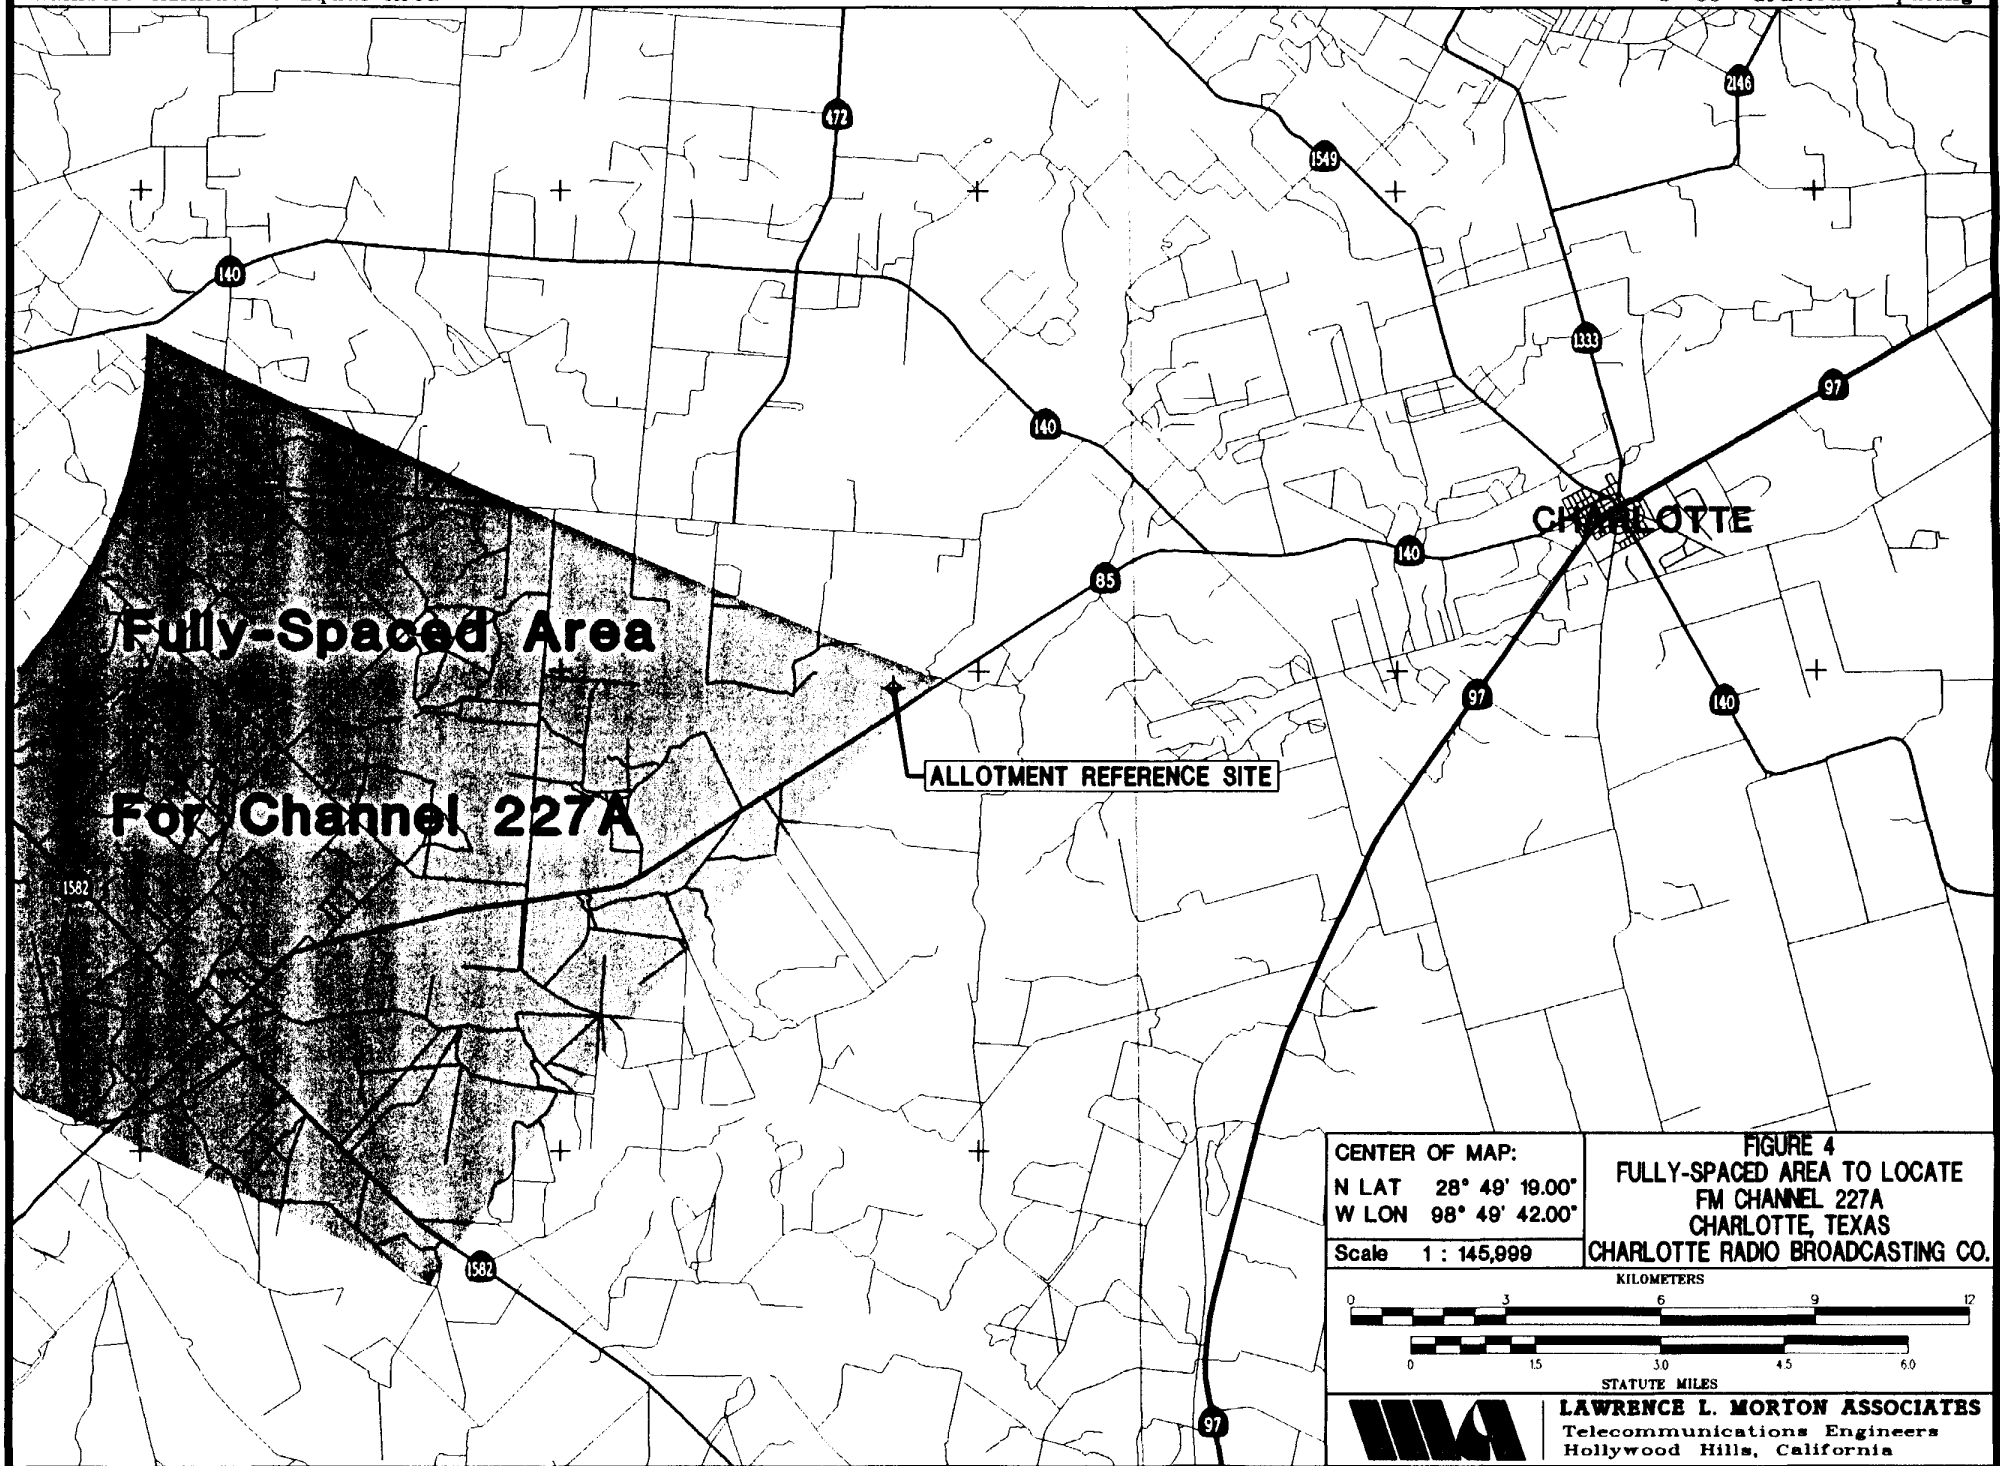 472
2146
1549
140
1333
97
140
CHARLOTTE
140
85
Fully-Spaced Area
97
140
ALLOTMENT REFERENCE SITE
For Channel 227A
1582
1582
97
CENTER OF MAP:
N LAT 28° 49' 19.00"
W LON 98° 49' 42.00"
Scale 1 : 145,999
FIGURE 4
FULLY-SPACED AREA TO LOCATE
FM CHANNEL 227A
CHARLOTTE, TEXAS
CHARLOTTE RADIO BROADCASTING CO.
KILOMETERS
0 3 6 9 12
0 1.5 3.0 4.5 6.0
STATUTE MILES
LAWRENCE L. MORTON ASSOCIATES
Telecommunications Engineers
Hollywood Hills, California